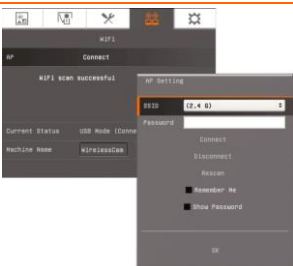 WiFi
AP Connect
WiFi scan successful
AP Setting
SSID (2.4 G)
Password
Connect
Disconnect
Rescan
Remember Me
Show Password
OK
Current Status USB Mode (Conne
Machine Name WirelessCam